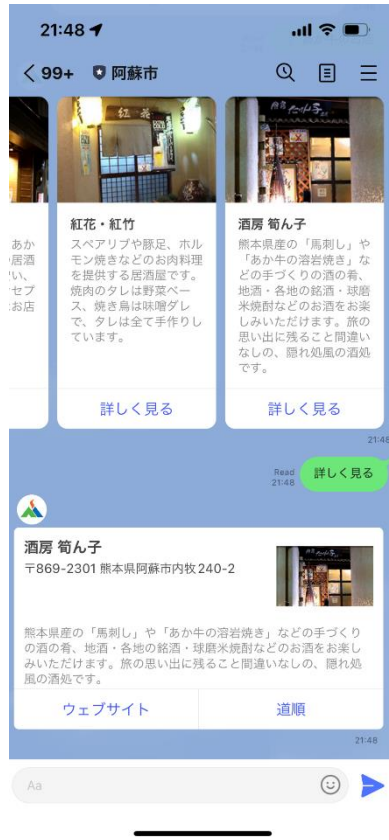 21:48
99+ 阿蘇市
あか
居酒
い、
セプ
お店
紅花・紅竹
スペアリブや豚足、ホル
モン焼きなどのお肉料理
を提供する居酒屋です。
焼肉のタレは野菜ベー
ス、焼き鳥は味噌ダレ
で、タレは全て手作りし
ています。
詳しく見る
酒房 筍ん子
熊本県産の「馬刺し」や
「あか牛の溶岩焼き」な
どの手づくりの酒の肴、
地酒・各地の銘酒・球磨
米焼酎などのお酒をお楽
しみいただけます。旅の
思い出に残ること間違い
なしの、隠れ処風の酒処
です。
詳しく見る
21:48
Read
21:48
詳しく見る
酒房 筍ん子
〒869-2301 熊本県阿蘇市内牧240-2
熊本県産の「馬刺し」や「あか牛の溶岩焼き」などの手づくり
の酒の肴、地酒・各地の銘酒・球磨米焼酎などのお酒をお楽し
みいただけます。旅の思い出に残ること間違いなしの、隠れ処
風の酒処です。
ウェブサイト
道順
21:48
Aa